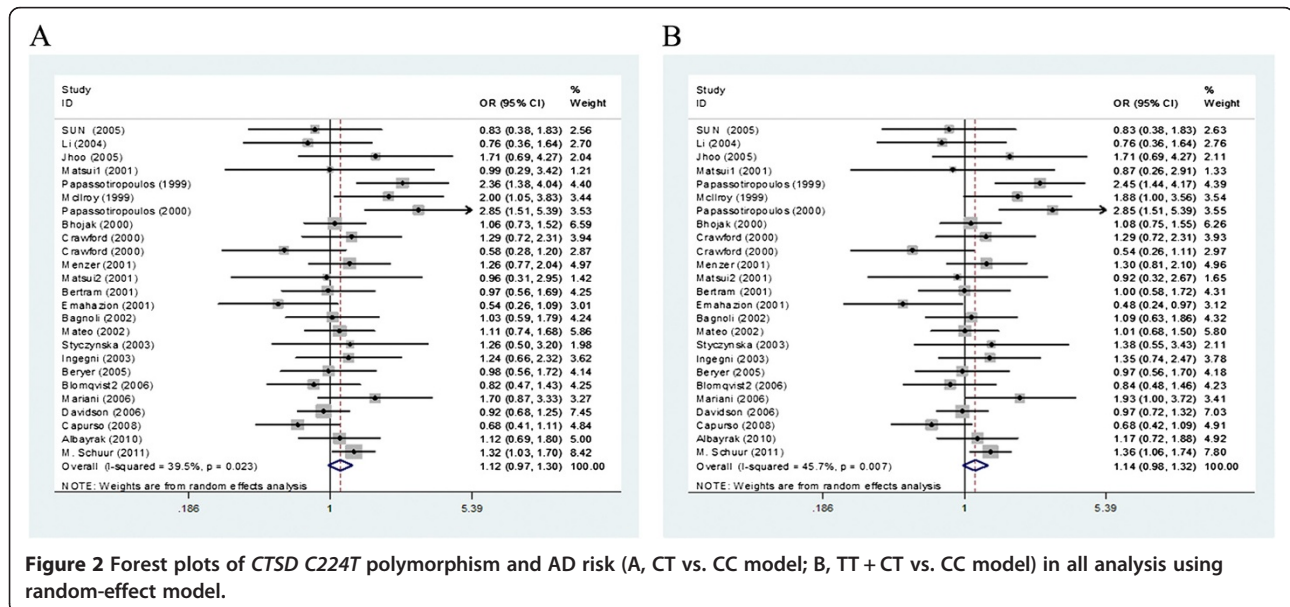 A
Study %
ID OR (95% CI) Weight
SUN (2005) 0.83 (0.38, 1.83) 2.56
Li (2004) 0.76 (0.36, 1.64) 2.70
Jhoo (2005) 1.71 (0.69, 4.27) 2.04
Matsui1 (2001) 0.99 (0.29, 3.42) 1.21
Papassotiropoulos (1999) 2.36 (1.38, 4.04) 4.40
McIlroy (1999) 2.00 (1.05, 3.83) 3.44
Papassotiropoulos (2000) 2.85 (1.51, 5.39) 3.53
Bhojak (2000) 1.06 (0.73, 1.52) 6.59
Crawford (2000) 1.29 (0.72, 2.31) 3.94
Crawford (2000) 0.58 (0.28, 1.20) 2.87
Menzer (2001) 1.26 (0.77, 2.04) 4.97
Matsui2 (2001) 0.96 (0.31, 2.95) 1.42
Bertram (2001) 0.97 (0.56, 1.69) 4.25
Emahazion (2001) 0.54 (0.26, 1.09) 3.01
Bagnoli (2002) 1.03 (0.59, 1.79) 4.24
Mateo (2002) 1.11 (0.74, 1.68) 5.86
Styczynska (2003) 1.26 (0.50, 3.20) 1.98
Ingegni (2003) 1.24 (0.66, 2.32) 3.62
Beryer (2005) 0.98 (0.56, 1.72) 4.14
Blomqvist2 (2006) 0.82 (0.47, 1.43) 4.25
Mariani (2006) 1.70 (0.87, 3.33) 3.27
Davidson (2006) 0.92 (0.68, 1.25) 7.45
Capurso (2008) 0.68 (0.41, 1.11) 4.84
Albayrak (2010) 1.12 (0.69, 1.80) 5.00
M. Schuur (2011) 1.32 (1.03, 1.70) 8.42
Overall (I-squared = 39.5%, p = 0.023) 1.12 (0.97, 1.30) 100.00
NOTE: Weights are from random effects analysis
.186 1 5.39
B
Study %
ID OR (95% CI) Weight
SUN (2005) 0.83 (0.38, 1.83) 2.63
Li (2004) 0.76 (0.36, 1.64) 2.76
Jhoo (2005) 1.71 (0.69, 4.27) 2.11
Matsui1 (2001) 0.87 (0.26, 2.91) 1.33
Papassotiropoulos (1999) 2.45 (1.44, 4.17) 4.39
McIlroy (1999) 1.88 (1.00, 3.56) 3.54
Papassotiropoulos (2000) 2.85 (1.51, 5.39) 3.55
Bhojak (2000) 1.08 (0.75, 1.55) 6.26
Crawford (2000) 1.29 (0.72, 2.31) 3.93
Crawford (2000) 0.54 (0.26, 1.11) 2.97
Menzer (2001) 1.30 (0.81, 2.10) 4.96
Matsui2 (2001) 0.92 (0.32, 2.67) 1.65
Bertram (2001) 1.00 (0.58, 1.72) 4.31
Emahazion (2001) 0.48 (0.24, 0.97) 3.12
Bagnoli (2002) 1.09 (0.63, 1.86) 4.32
Mateo (2002) 1.01 (0.68, 1.50) 5.80
Styczynska (2003) 1.38 (0.55, 3.43) 2.11
Ingegni (2003) 1.35 (0.74, 2.47) 3.78
Beryer (2005) 0.97 (0.56, 1.70) 4.18
Blomqvist2 (2006) 0.84 (0.48, 1.46) 4.23
Mariani (2006) 1.93 (1.00, 3.72) 3.41
Davidson (2006) 0.97 (0.72, 1.32) 7.03
Capurso (2008) 0.68 (0.42, 1.09) 4.91
Albayrak (2010) 1.17 (0.72, 1.88) 4.92
M. Schuur (2011) 1.36 (1.06, 1.74) 7.80
Overall (I-squared = 45.7%, p = 0.007) 1.14 (0.98, 1.32) 100.00
NOTE: Weights are from random effects analysis
.186 1 5.39
Figure 2 Forest plots of CTSD C224T polymorphism and AD risk (A, CT vs. CC model; B, TT + CT vs. CC model) in all analysis using
random-effect model.